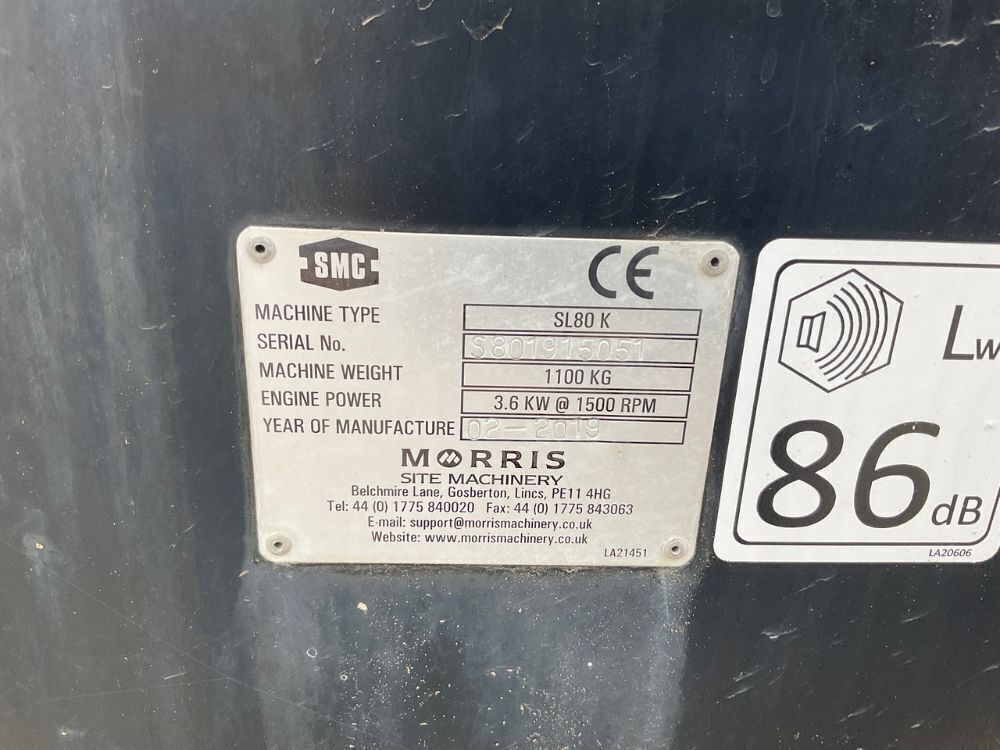 SMC CE
MACHINE TYPE SL80 K
SERIAL No. S801915051
MACHINE WEIGHT 1100 KG
ENGINE POWER 3.6 KW @ 1500 RPM
YEAR OF MANUFACTURE 02-2019
MORRIS
SITE MACHINERY
Belchmire Lane, Gosberton, Lincs, PE11 4HG
Tel: 44 (0) 1775 840020 Fax: 44 (0) 1775 843063
E-mail: support@morrismachinery.co.uk
Website: www.morrismachinery.co.uk
LA21451
LW
86 dB
LA20606